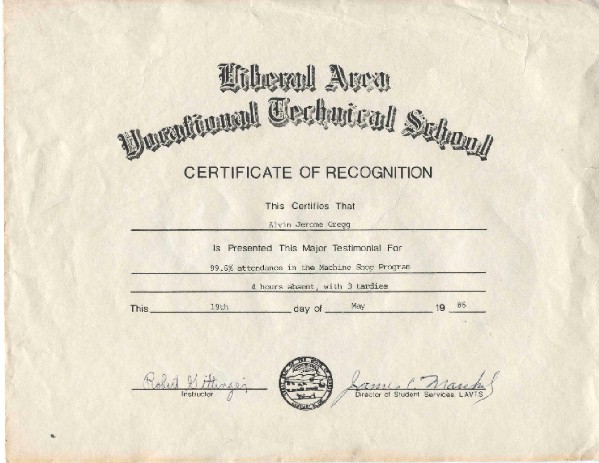 Liberal Area
Vocational Technical School
CERTIFICATE OF RECOGNITION
This Certifies That
Alvin Jerome Gregg
Is Presented This Major Testimonial For
99.6% attendance in the Machine Shop Program
4 hours absent, with 3 tardies
This 19th day of May 19 86
Robert
James C.
Instructor
Director of Student Services, LAVTS